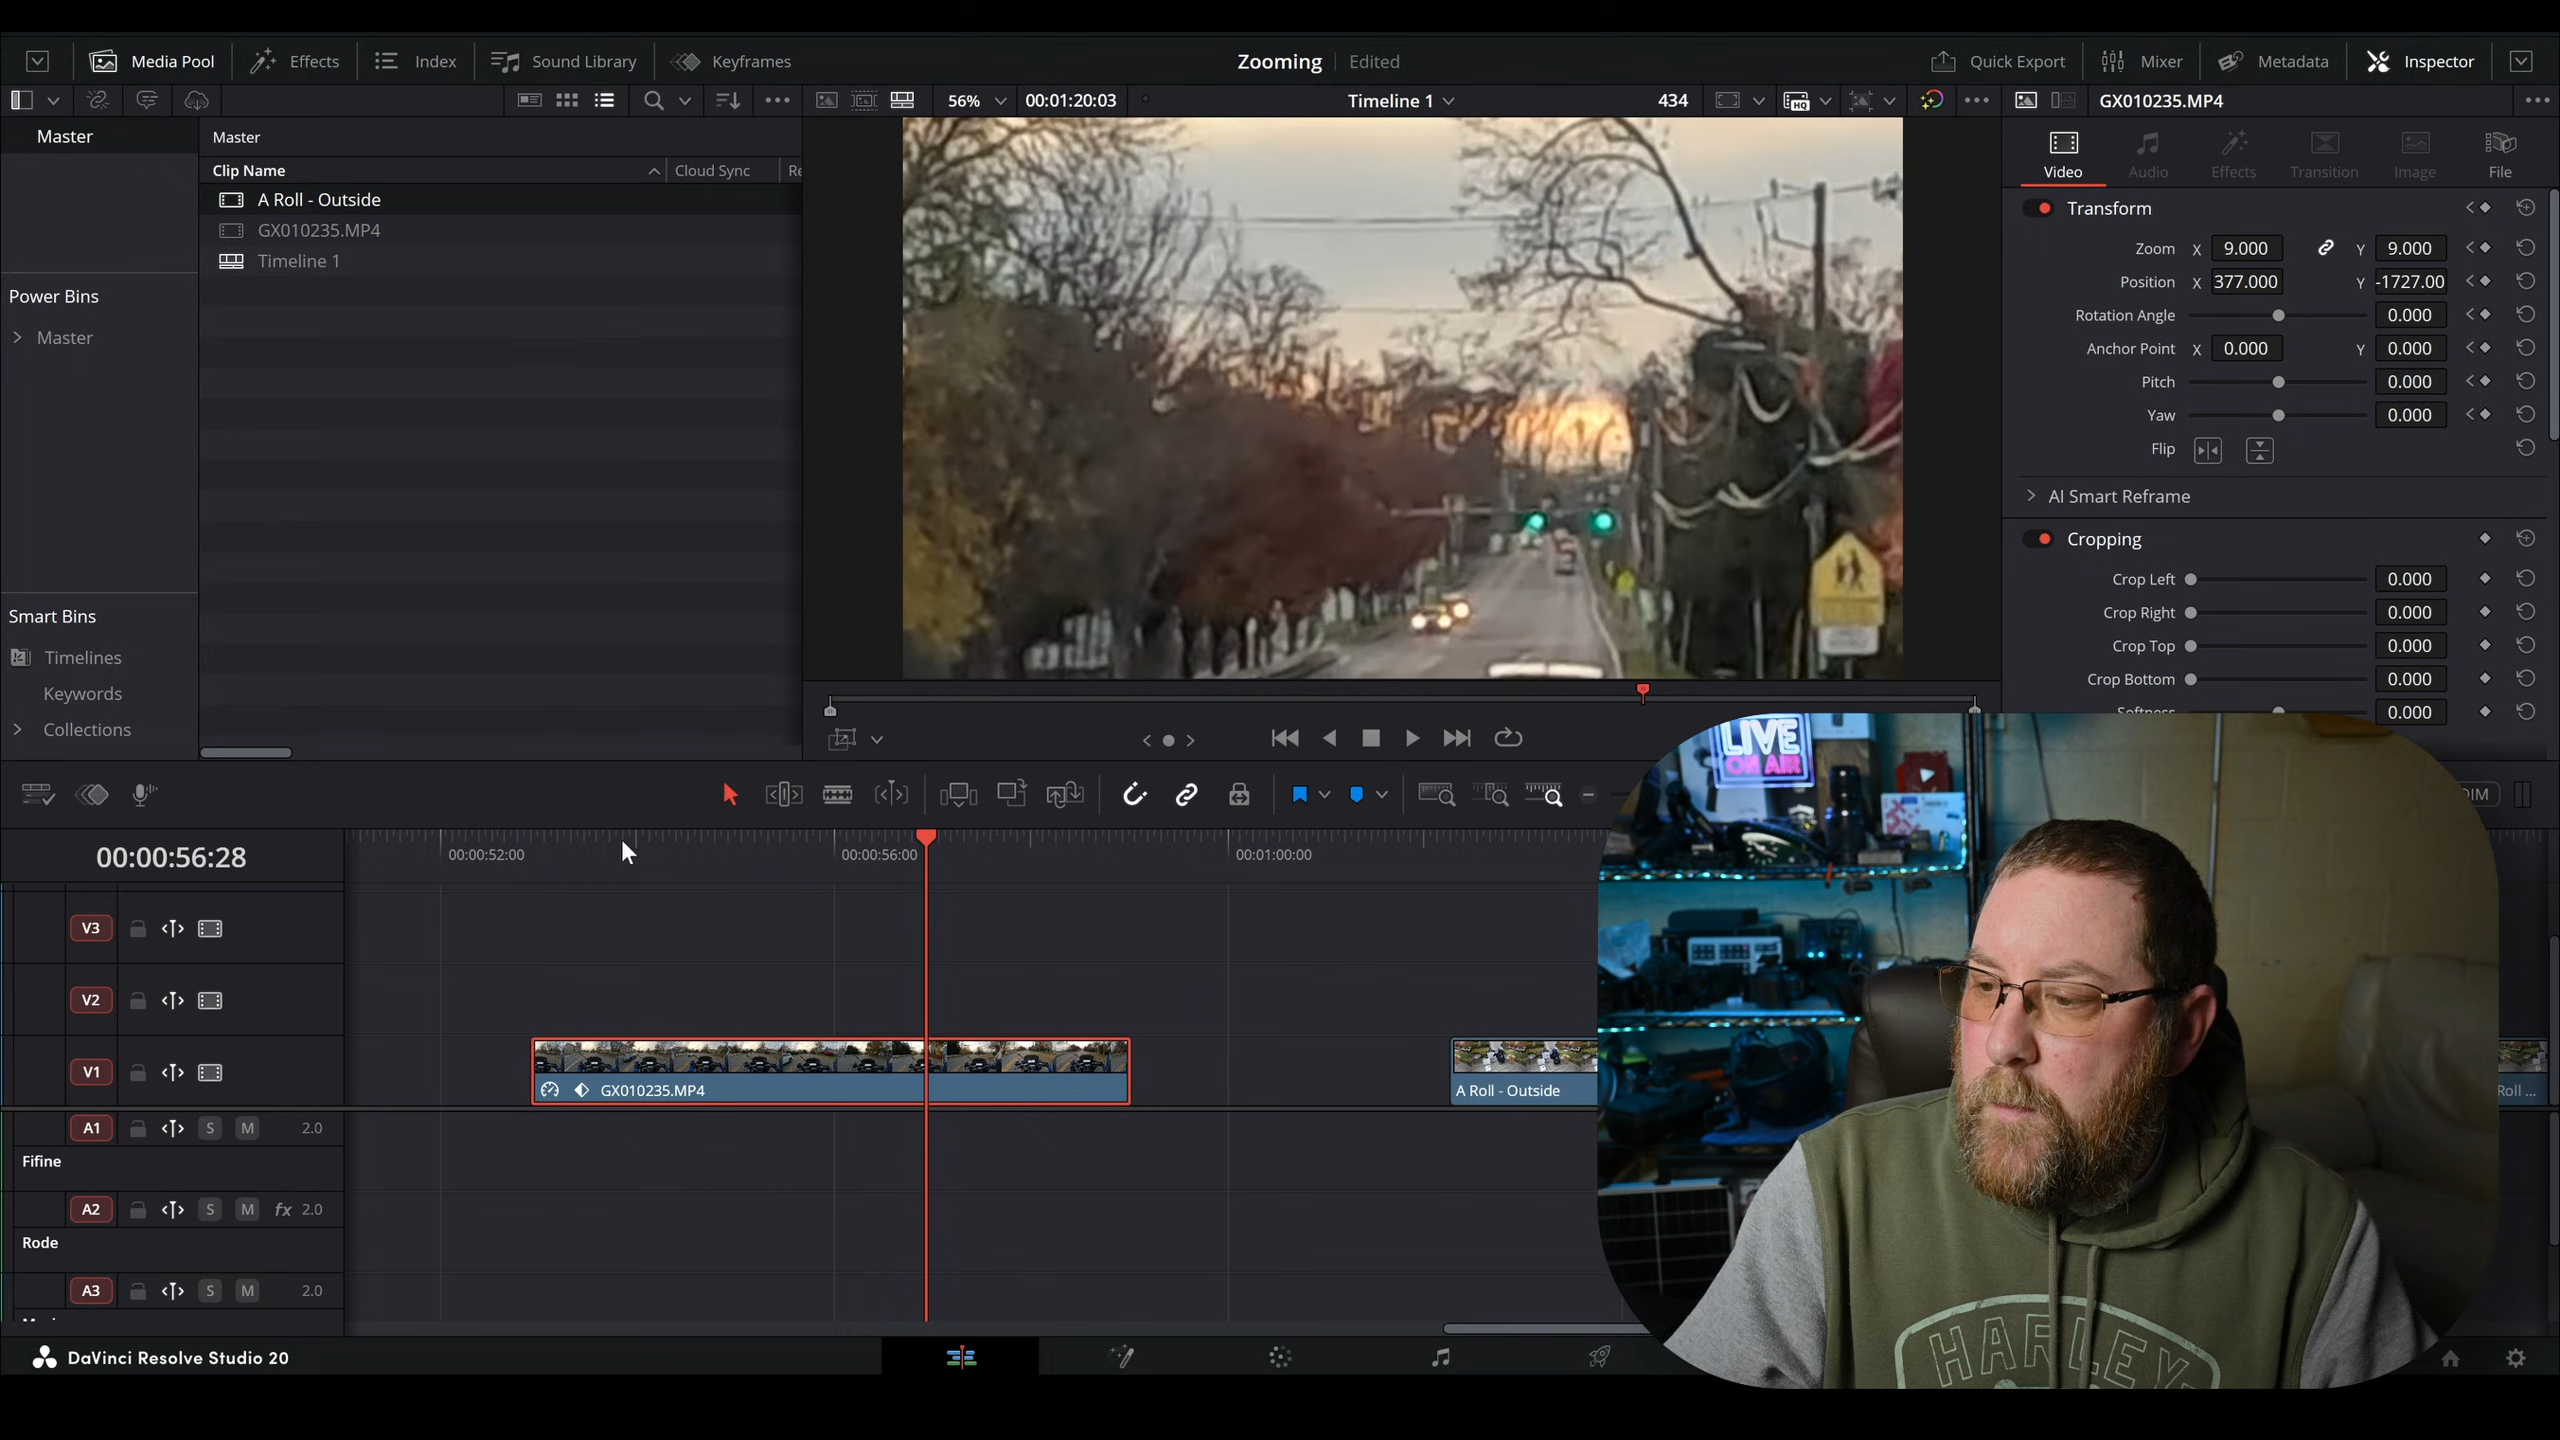 Media Pool Effects Index Sound Library Keyframes Zooming Edited Quick Export Mixer Metadata Inspector
56% 00:01:20:03 Timeline 1 434 GX010235.MP4
Master Master
Clip Name Cloud Sync Re
A Roll - Outside
GX010235.MP4
Timeline 1
Power Bins
Master
Smart Bins
Timelines
Keywords
Collections
Video Audio Effects Transition Image File
Transform
Zoom X 9.000 Y 9.000
Position X 377.000 Y -1727.00
Rotation Angle 0.000
Anchor Point X 0.000 Y 0.000
Pitch 0.000
Yaw 0.000
Flip
AI Smart Reframe
Cropping
Crop Left 0.000
Crop Right 0.000
Crop Top 0.000
Crop Bottom 0.000
Softness 0.000
LIVE
ON AIR
DIM
00:00:56:28 00:00:52:00 00:00:56:00 00:01:00:00
V3
V2
V1 GX010235.MP4 A Roll - Outside Roll ...
A1 S M 2.0
Fifine
A2 S M fx 2.0
Rode
A3 S M 2.0
HARLEY
DaVinci Resolve Studio 20